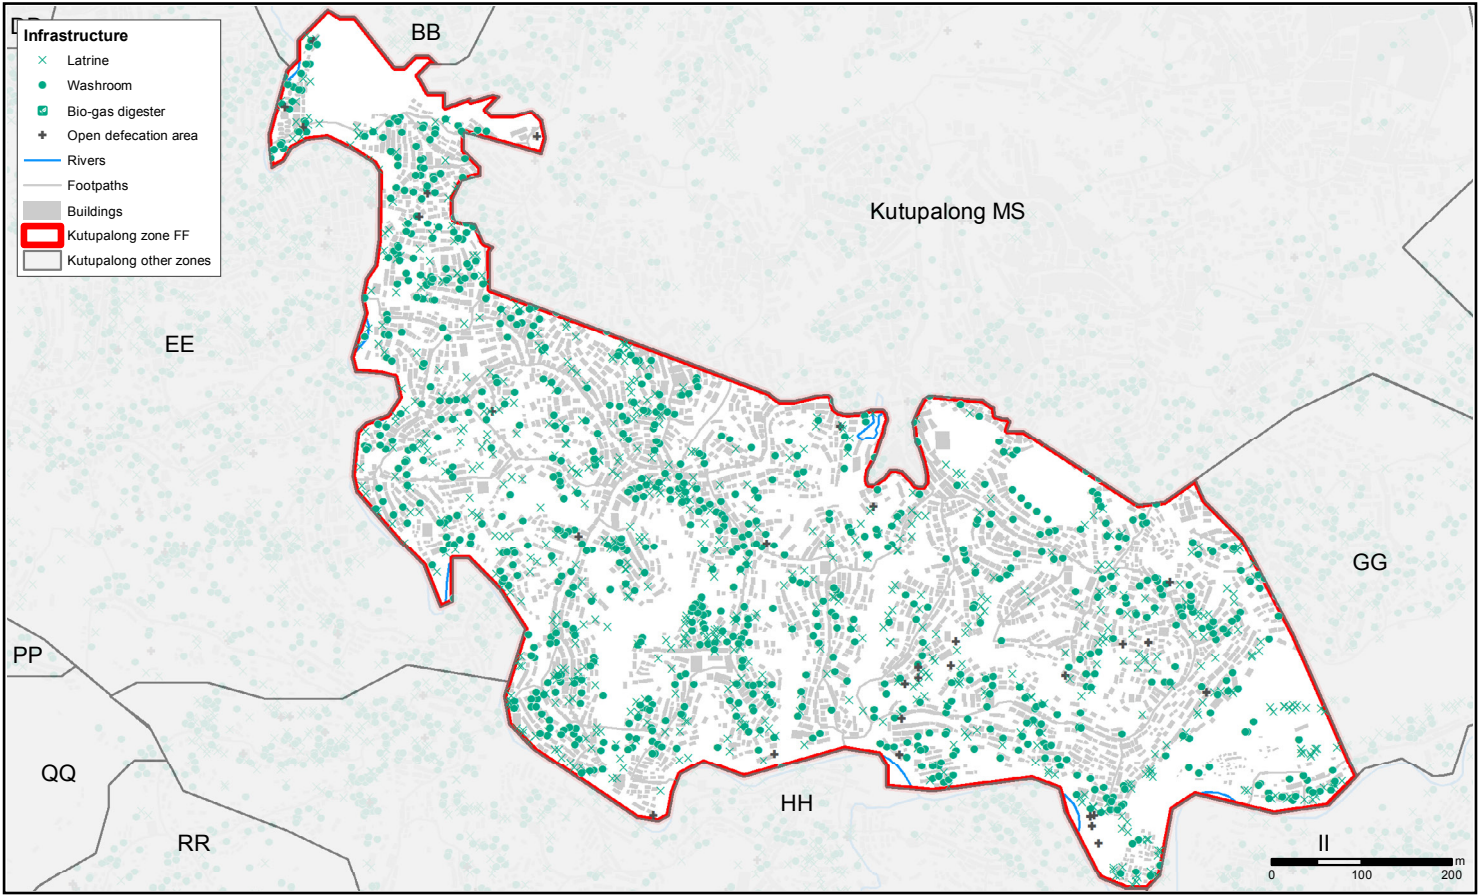 BB
Infrastructure
Latrine
Washroom
Bio-gas digester
Open defecation area
Rivers
Footpaths
Buildings
Kutupalong zone FF
Kutupalong other zones
Kutupalong MS
EE
GG
PP
QQ
HH
RR
II
m
0 100 200